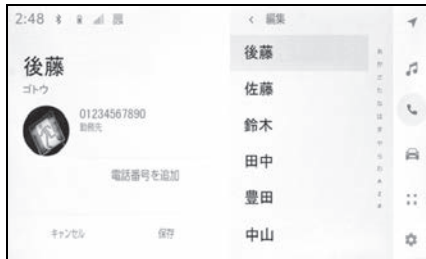 2:48
後藤
ゴトウ
01234567890
勤務先
電話番号を追加
キャンセル
保存
< 編集
後藤
佐藤
鈴木
田中
豊田
中山